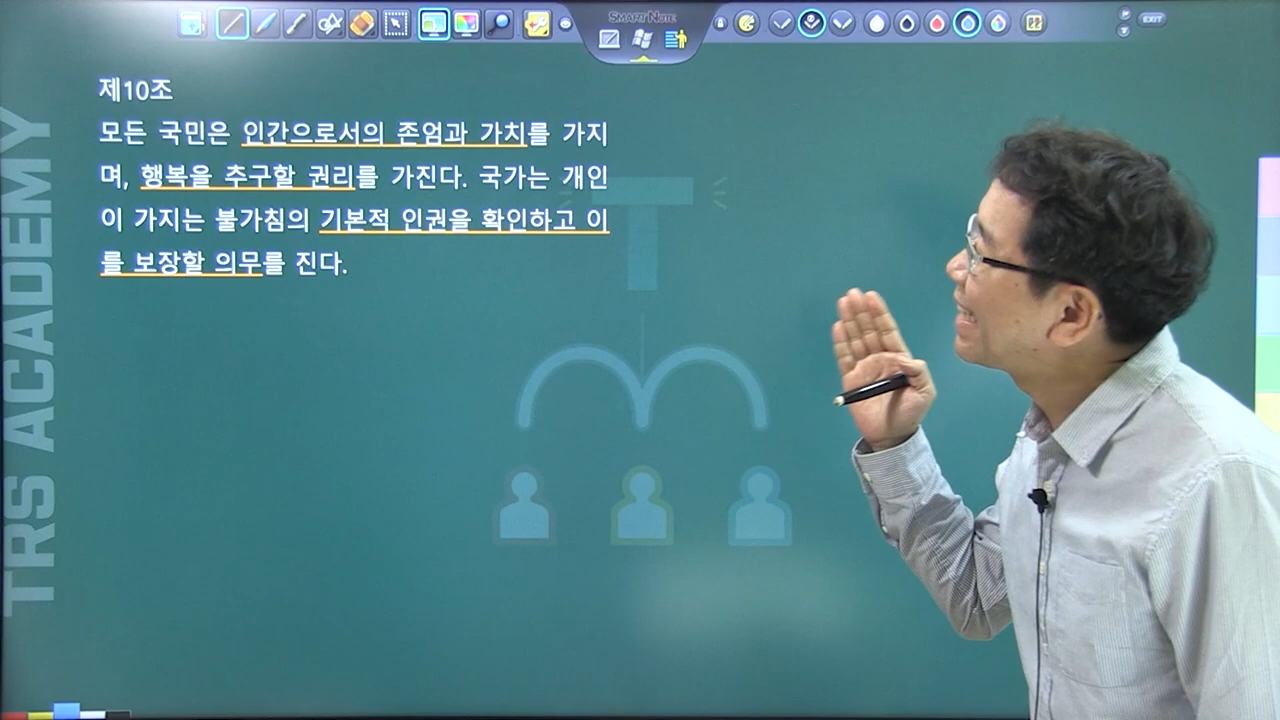 SMART NOTE
EXIT
제10조
모든 국민은 인간으로서의 존엄과 가치를 가지
며, 행복을 추구할 권리를 가진다. 국가는 개인
이 가지는 불가침의 기본적 인권을 확인하고 이
를 보장할 의무를 진다.
TRS ACADEMY